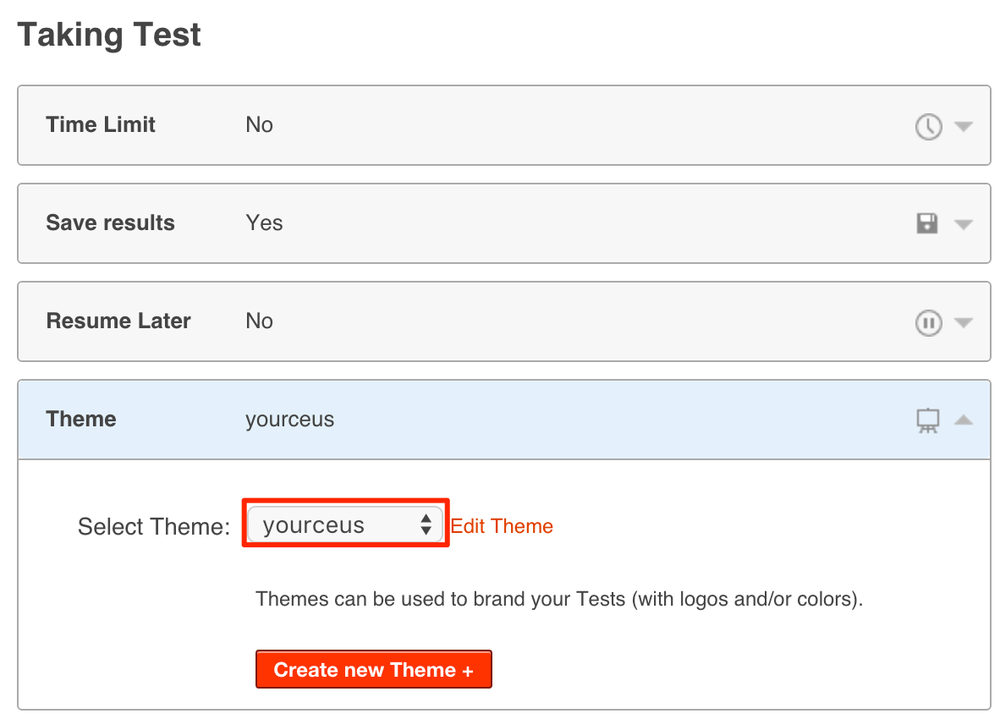 Taking Test
Time Limit No
Save results Yes
Resume Later No
Theme yourceus
Select Theme: yourceus Edit Theme
Themes can be used to brand your Tests (with logos and/or colors).
Create new Theme +